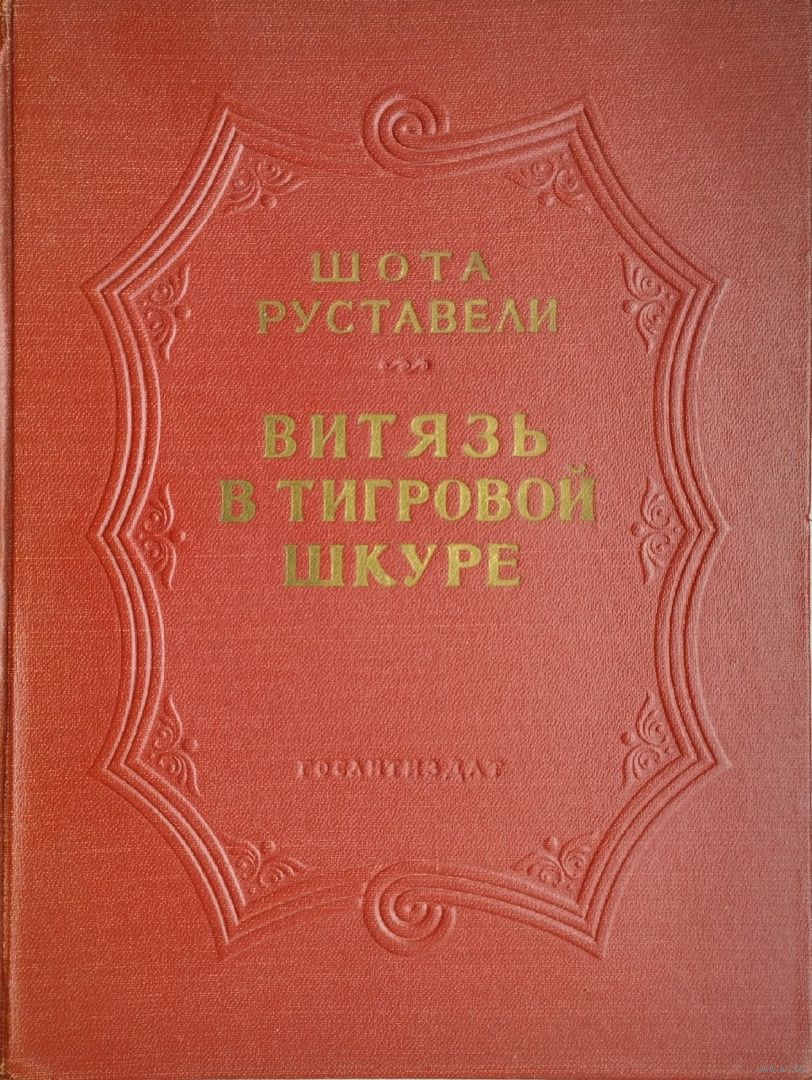 ШОТА
РУСТАВЕЛИ
ВИТЯЗЬ
В ТИГРОВОЙ
ШКУРЕ
ГОСЛИТИЗДАТ